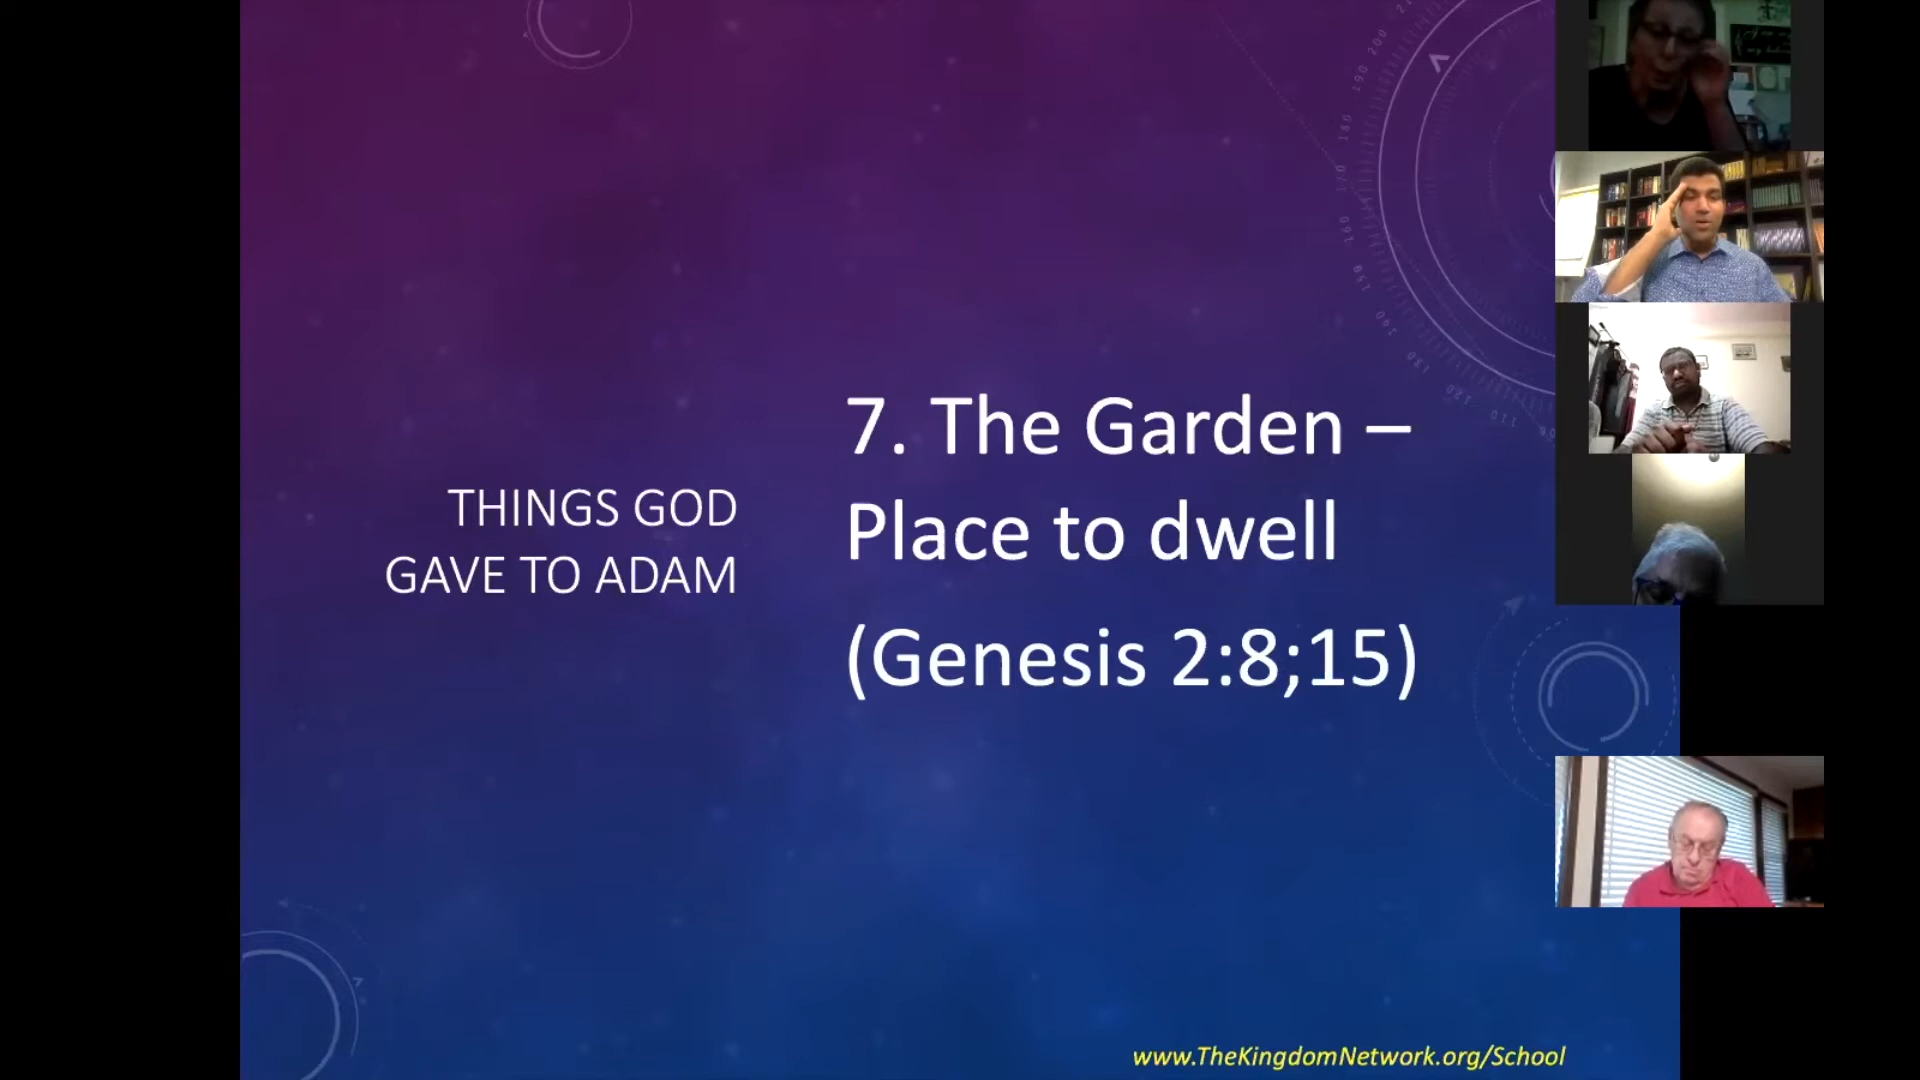 THINGS GOD
GAVE TO ADAM
7. The Garden –
Place to dwell
(Genesis 2:8;15)
www.TheKingdomNetwork.org/School